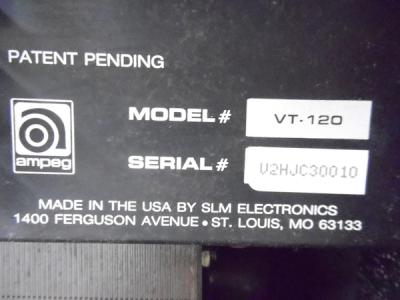 PATENT PENDING
MODEL# VT-120
ampeg
SERIAL# V2HJC30010
MADE IN THE USA BY SLM ELECTRONICS
1400 FERGUSON AVENUE • ST. LOUIS, MO 63133